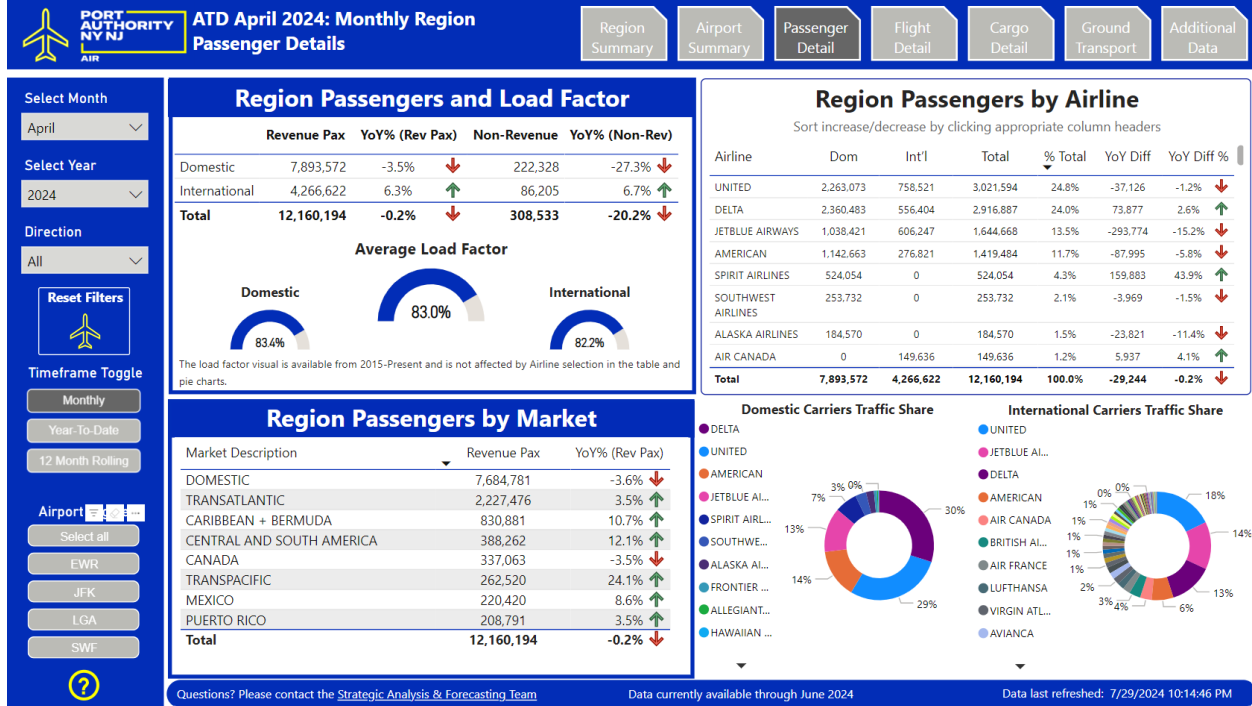 PORT
AUTHORITY
NY NJ
AIR
ATD April 2024: Monthly Region
Passenger Details
Region
Summary
Airport
Summary
Passenger
Detail
Flight
Detail
Cargo
Detail
Ground
Transport
Additional
Data
Select Month
April
Select Year
2024
Direction
All
Reset Filters
Timeframe Toggle
Monthly
Year-To-Date
12 Month Rolling
Airport
Select all
EWR
JFK
LGA
SWF
?
Region Passengers and Load Factor
Revenue Pax YoY% (Rev Pax) Non-Revenue YoY% (Non-Rev)
Domestic 7,893,572 -3.5% 222,328 -27.3%
International 4,266,622 6.3% 86,205 6.7%
Total 12,160,194 -0.2% 308,533 -20.2%
Average Load Factor
Domestic
83.4%
83.0%
International
82.2%
The load factor visual is available from 2015-Present and is not affected by Airline selection in the table and
pie charts.
Region Passengers by Market
Market Description Revenue Pax YoY% (Rev Pax)
DOMESTIC 7,684,781 -3.6%
TRANSATLANTIC 2,227,476 3.5%
CARIBBEAN + BERMUDA 830,881 10.7%
CENTRAL AND SOUTH AMERICA 388,262 12.1%
CANADA 337,063 -3.5%
TRANSPACIFIC 262,520 24.1%
MEXICO 220,420 8.6%
PUERTO RICO 208,791 3.5%
Total 12,160,194 -0.2%
Region Passengers by Airline
Sort increase/decrease by clicking appropriate column headers
Airline Dom Int'l Total % Total YoY Diff YoY Diff %
UNITED 2,263,073 758,521 3,021,594 24.8% -37,126 -1.2%
DELTA 2,360,483 556,404 2,916,887 24.0% 73,877 2.6%
JETBLUE AIRWAYS 1,038,421 606,247 1,644,668 13.5% -293,774 -15.2%
AMERICAN 1,142,663 276,821 1,419,484 11.7% -87,995 -5.8%
SPIRIT AIRLINES 524,054 0 524,054 4.3% 159,883 43.9%
SOUTHWEST
AIRLINES 253,732 0 253,732 2.1% -3,969 -1.5%
ALASKA AIRLINES 184,570 0 184,570 1.5% -23,821 -11.4%
AIR CANADA 0 149,636 149,636 1.2% 5,937 4.1%
Total 7,893,572 4,266,622 12,160,194 100.0% -29,244 -0.2%
Domestic Carriers Traffic Share
DELTA
UNITED
AMERICAN
JETBLUE AI...
SPIRIT AIRL...
SOUTHWE...
ALASKA AI...
FRONTIER ...
ALLEGIANT...
HAWAIIAN ...
30%
29%
14%
13%
7%
3%
0%
International Carriers Traffic Share
UNITED
JETBLUE AI...
DELTA
AMERICAN
AIR CANADA
BRITISH AI...
AIR FRANCE
LUFTHANSA
VIRGIN ATL...
AVIANCA
18%
14%
13%
6%
4%
3%
2%
1%
1%
1%
1%
1%
0%
0%
Questions? Please contact the Strategic Analysis & Forecasting Team
Data currently available through June 2024
Data last refreshed: 7/29/2024 10:14:46 PM